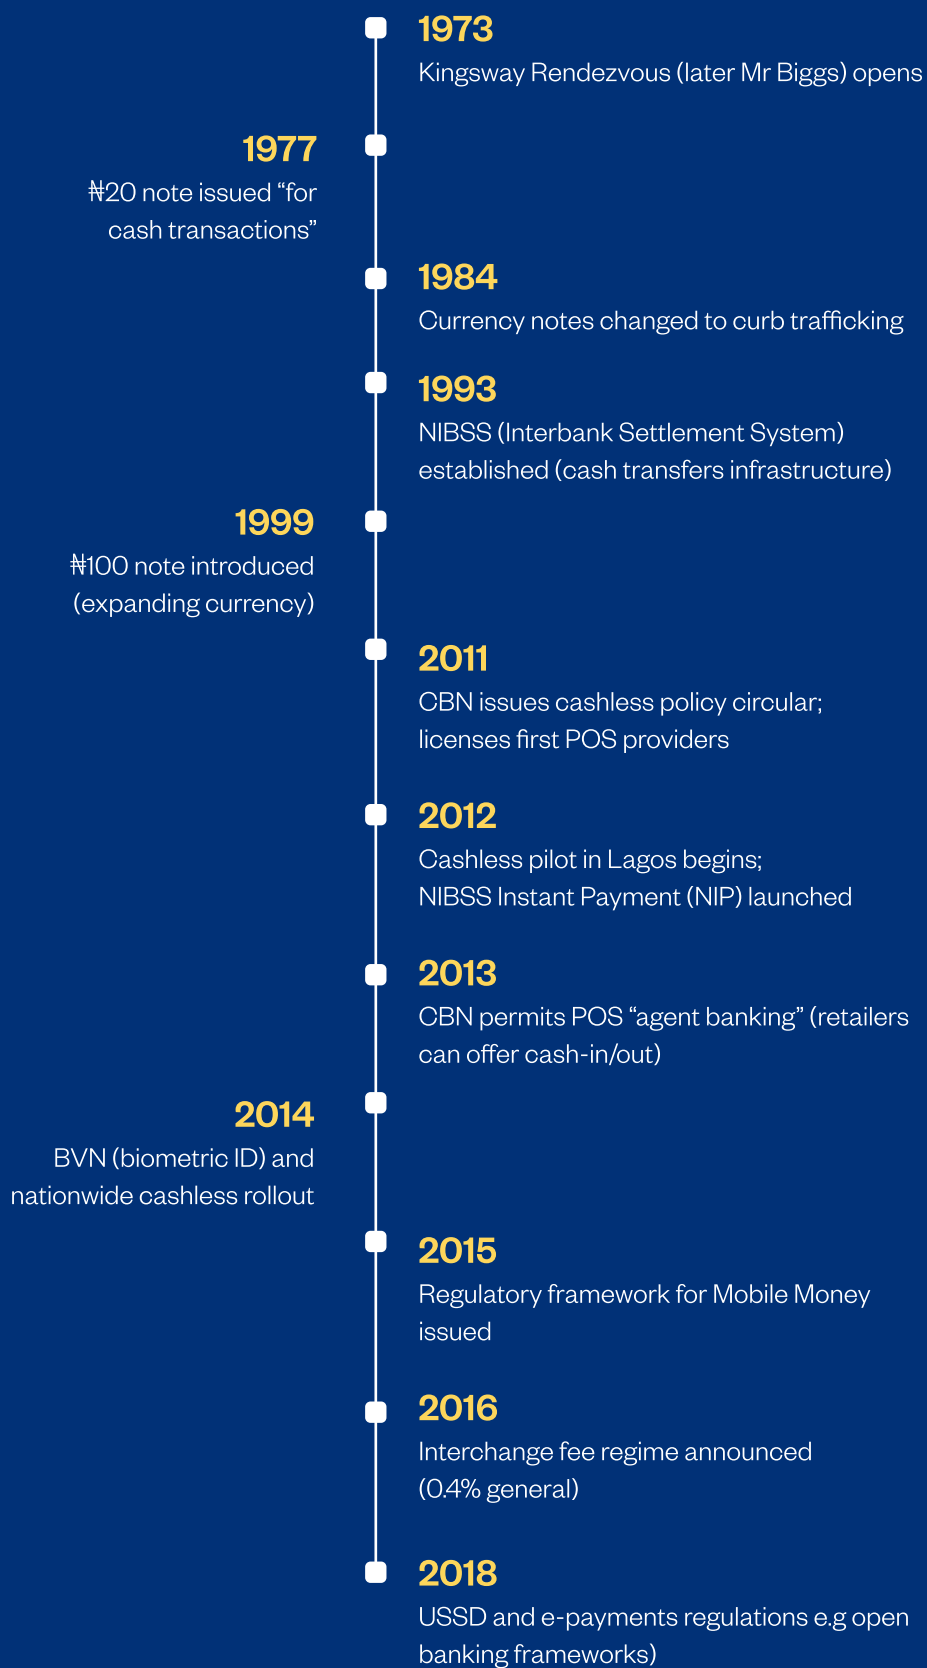 1973
Kingsway Rendezvous (later Mr Biggs) opens
1977
₦20 note issued “for
cash transactions”
1984
Currency notes changed to curb trafficking
1993
NIBSS (Interbank Settlement System)
established (cash transfers infrastructure)
1999
₦100 note introduced
(expanding currency)
2011
CBN issues cashless policy circular;
licenses first POS providers
2012
Cashless pilot in Lagos begins;
NIBSS Instant Payment (NIP) launched
2013
CBN permits POS “agent banking” (retailers
can offer cash-in/out)
2014
BVN (biometric ID) and
nationwide cashless rollout
2015
Regulatory framework for Mobile Money
issued
2016
Interchange fee regime announced
(0.4% general)
2018
USSD and e-payments regulations e.g open
banking frameworks)